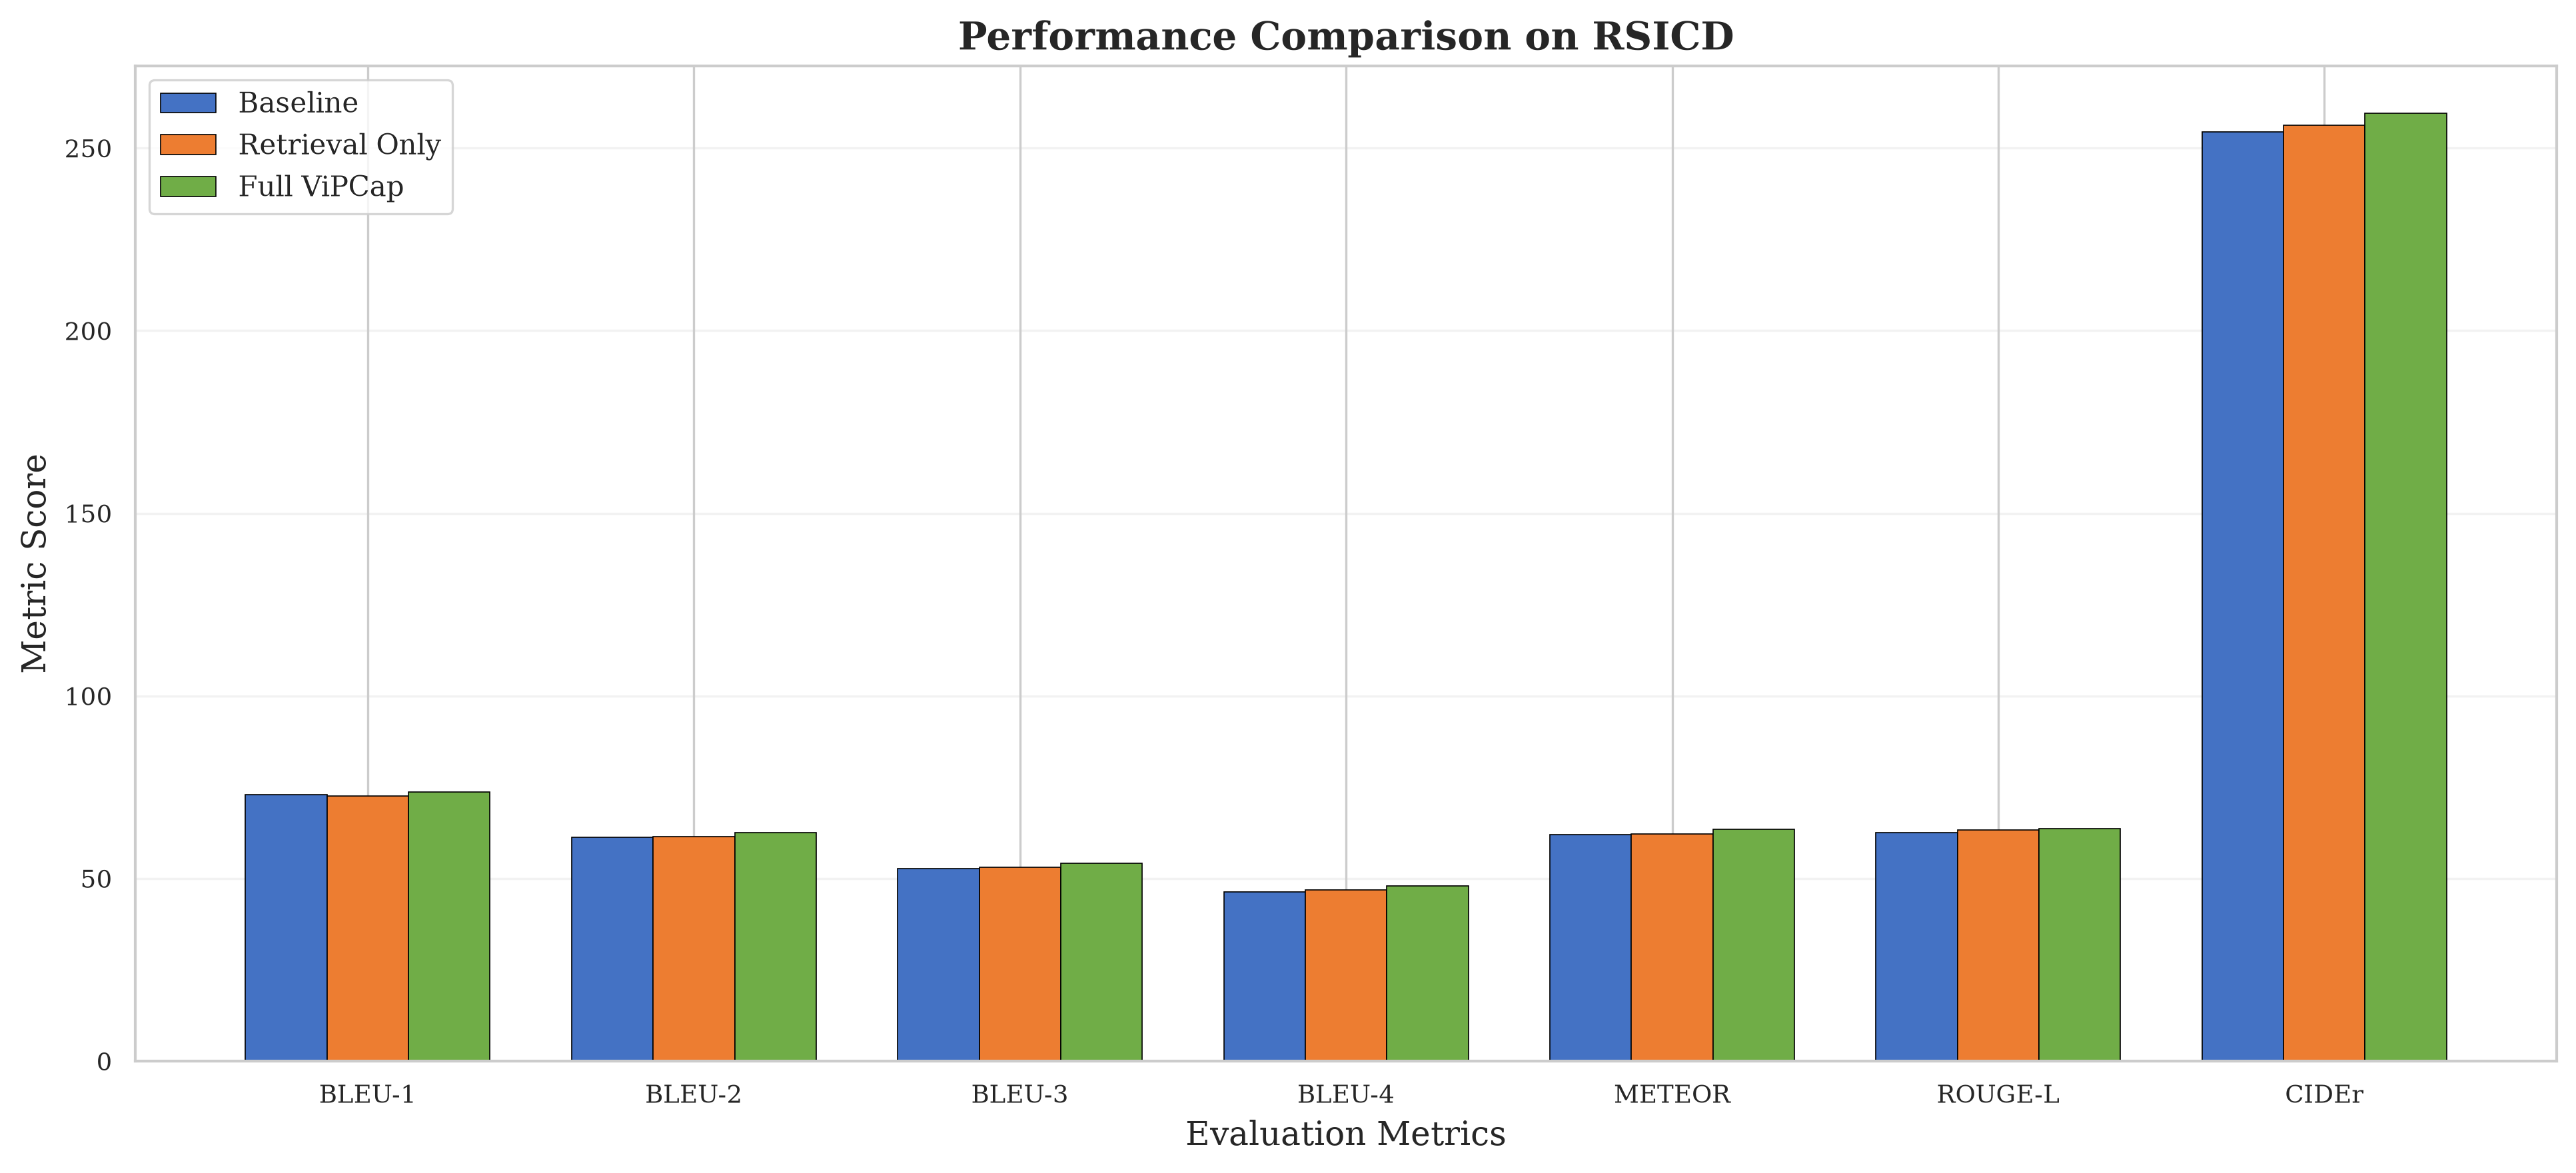 Performance Comparison on RSICD
Baseline
Retrieval Only
Full ViPCap
Metric Score
250
200
150
100
50
0
BLEU-1 BLEU-2 BLEU-3 BLEU-4 METEOR ROUGE-L CIDEr
Evaluation Metrics